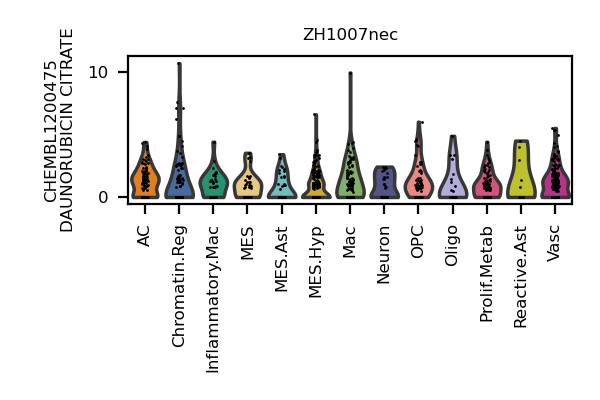 ZH1007nec
CHEMBL1200475
DAUNORUBICIN CITRATE
10
0
AC
Chromatin.Reg
Inflammatory.Mac
MES
MES.Ast
MES.Hyp
Mac
Neuron
OPC
Oligo
Prolif.Metab
Reactive.Ast
Vasc